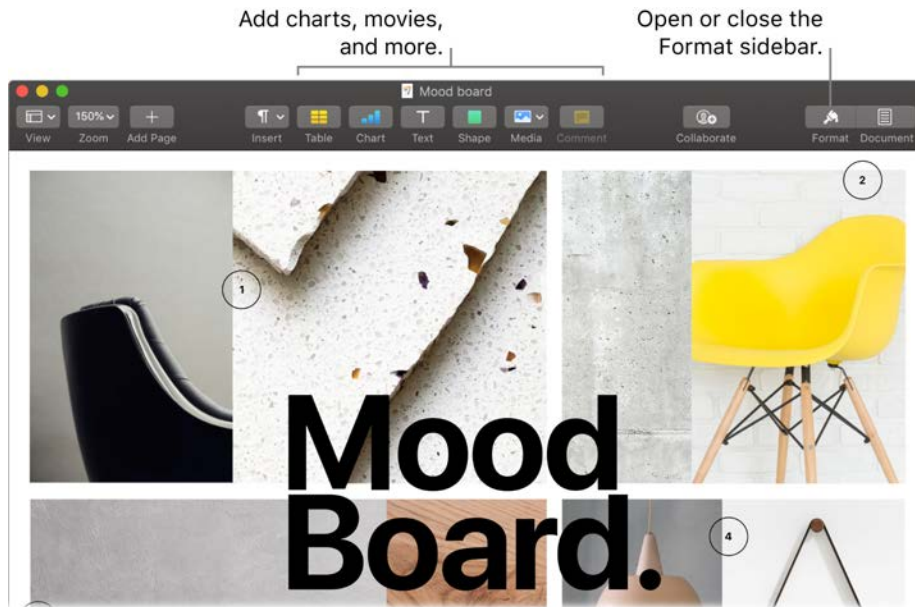 Add charts, movies,
and more.
Open or close the
Format sidebar.
Mood board
150%
View Zoom Add Page Insert Table Chart Text Shape Media Comment Collaborate Format Document
1
2
Mood
Board.
4